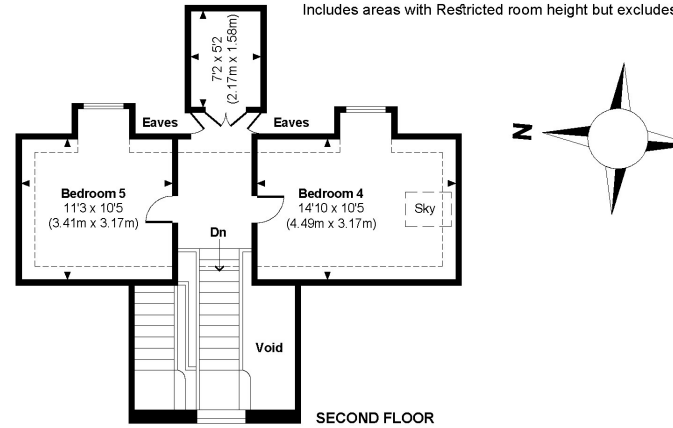 Includes areas with Restricted room height but excludes
7'2 x 5'2
(2.17m x 1.58m)
Eaves
Eaves
N
Bedroom 5
11'3 x 10'5
(3.41m x 3.17m)
Bedroom 4
14'10 x 10'5
(4.49m x 3.17m)
Sky
Dn
Void
SECOND FLOOR